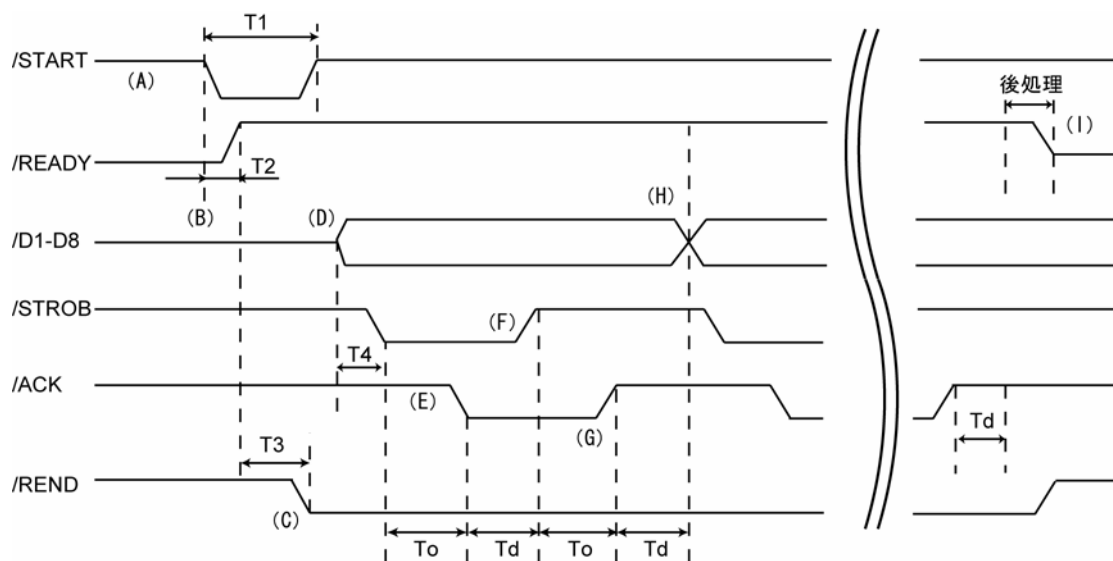 T1
/START
(A)
後処理
(I)
/READY
T2
(B)
(D)
(H)
/D1-D8
/STROB
(F)
T4
/ACK
(E)
(G)
Td
T3
/REND
(C)
To
Td
To
Td